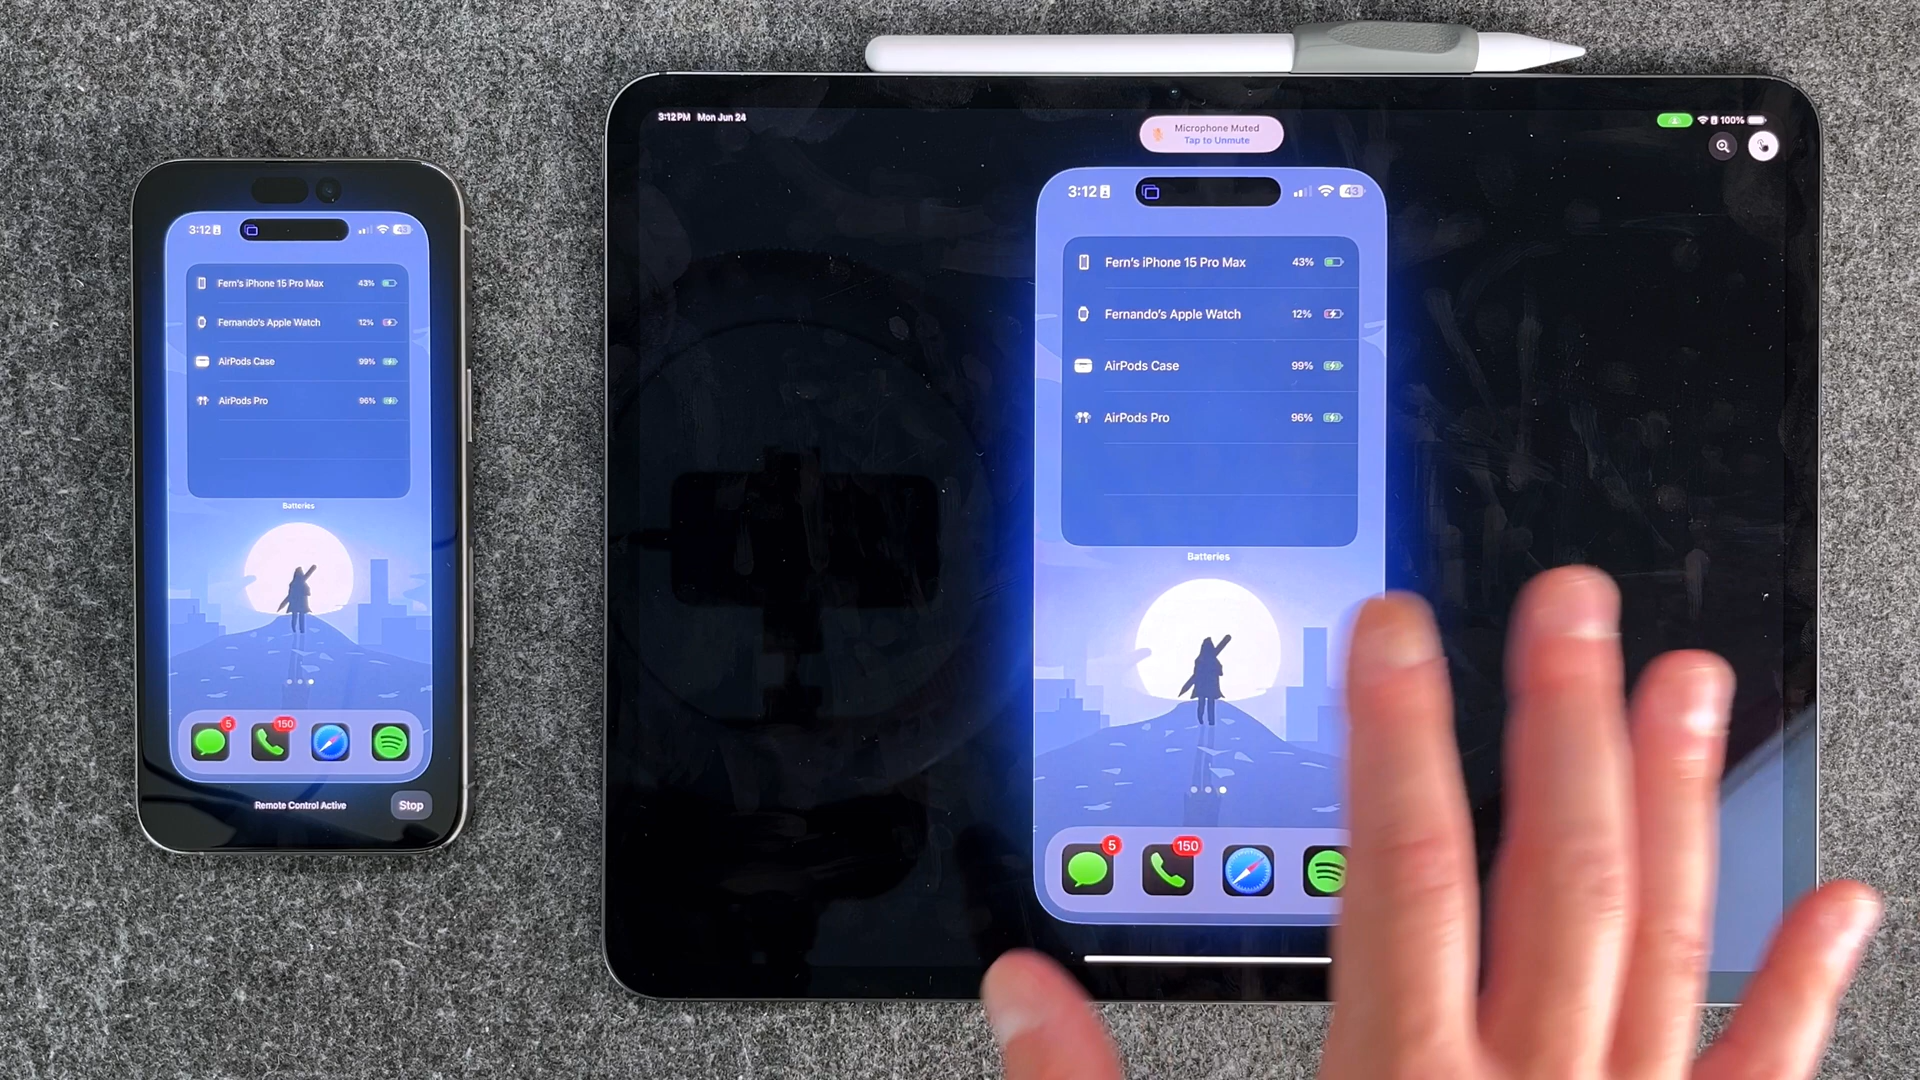 3:12
43
Fern's iPhone 15 Pro Max 43%
Fernando's Apple Watch 12%
AirPods Case 99%
AirPods Pro 96%
Batteries
5
150
Remote Control Active
Stop
3:12 PM Mon Jun 24
Microphone Muted
Tap to Unmute
100%
3:12
43
Fern's iPhone 15 Pro Max 43%
Fernando's Apple Watch 12%
AirPods Case 99%
AirPods Pro 96%
Batteries
5
150